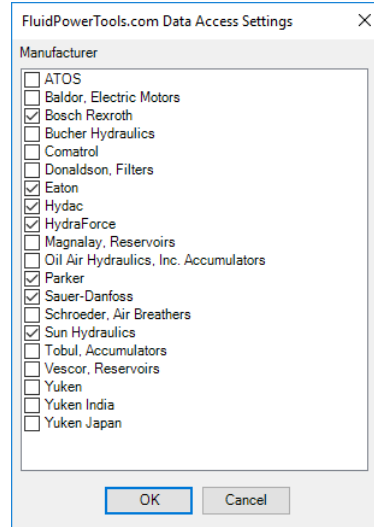 FluidPowerTools.com Data Access Settings
Manufacturer
ATOS
Baldor, Electric Motors
Bosch Rexroth
Bucher Hydraulics
Comatrol
Donaldson, Filters
Eaton
Hydac
HydraForce
Magnalay, Reservoirs
Oil Air Hydraulics, Inc. Accumulators
Parker
Sauer-Danfoss
Schroeder, Air Breathers
Sun Hydraulics
Tobul, Accumulators
Vescor, Reservoirs
Yuken
Yuken India
Yuken Japan
OK Cancel